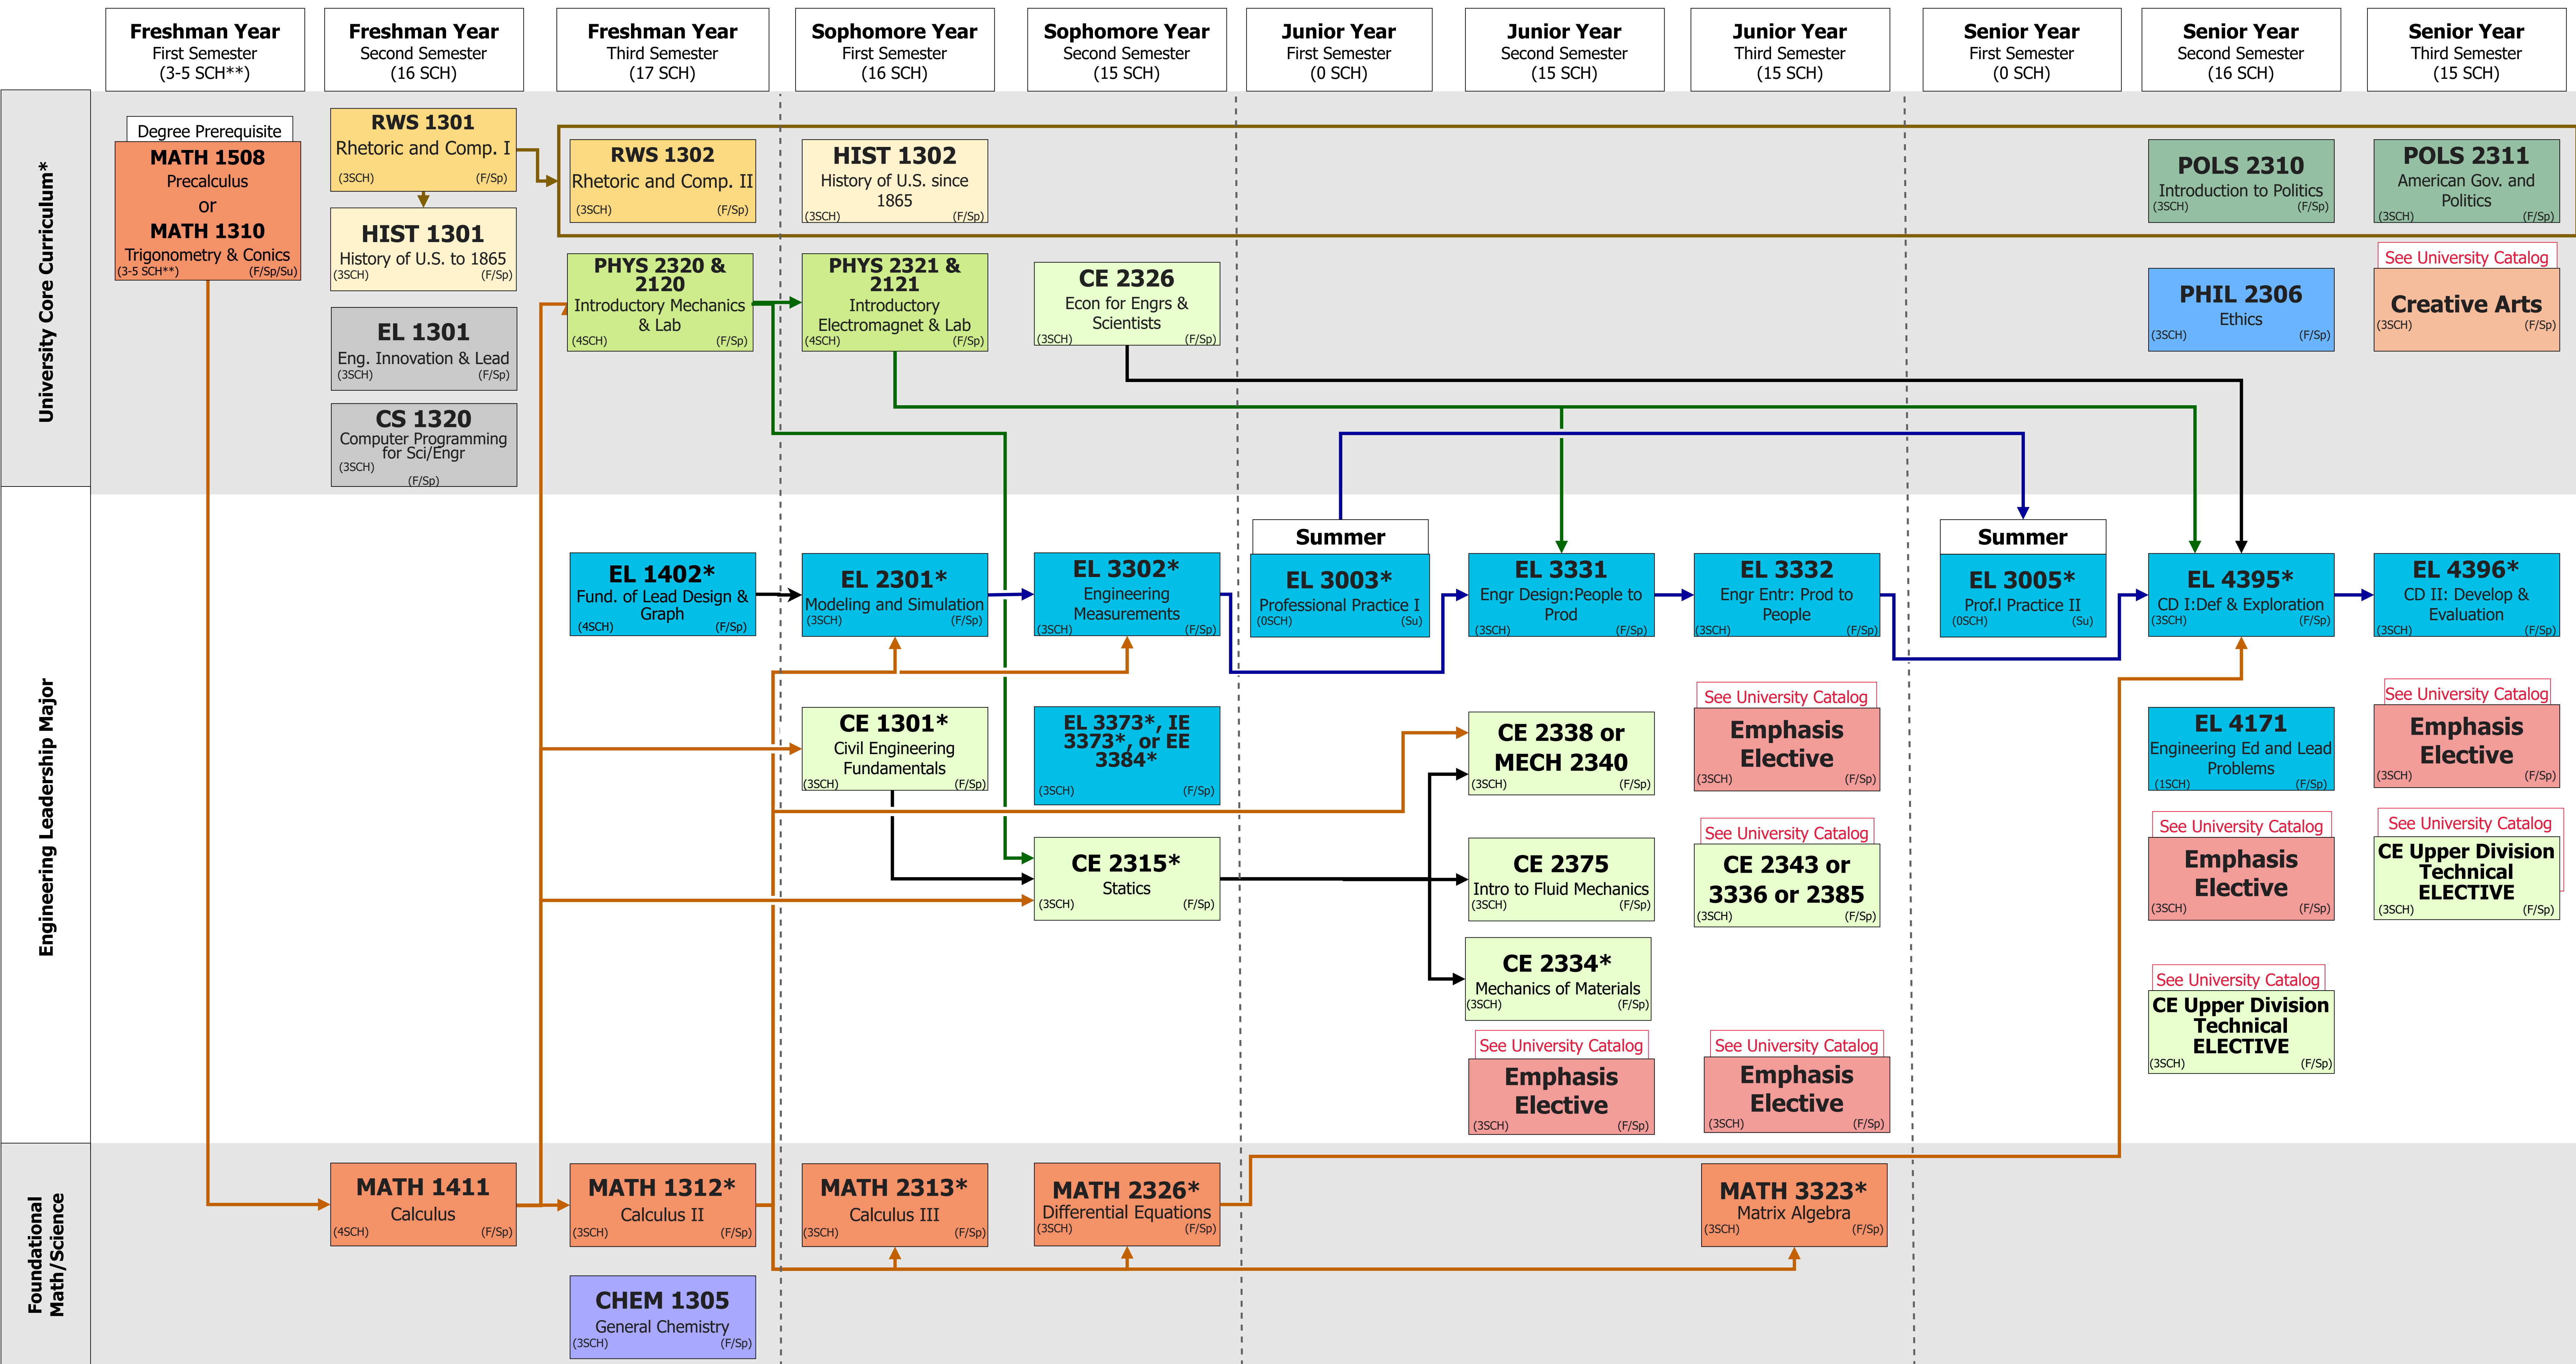 Freshman Year
First Semester
(3-5 SCH**)
Freshman Year
Second Semester
(16 SCH)
Freshman Year
Third Semester
(17 SCH)
Sophomore Year
First Semester
(16 SCH)
Sophomore Year
Second Semester
(15 SCH)
Junior Year
First Semester
(0 SCH)
Junior Year
Second Semester
(15 SCH)
Junior Year
Third Semester
(15 SCH)
Senior Year
First Semester
(0 SCH)
Senior Year
Second Semester
(16 SCH)
Senior Year
Third Semester
(15 SCH)
University Core Curriculum*
Degree Prerequisite
MATH 1508
Precalculus
or
MATH 1310
Trigonometry & Conics
(3-5 SCH**) (F/Sp/Su)
RWS 1301
Rhetoric and Comp. I
(3SCH) (F/Sp)
HIST 1301
History of U.S. to 1865
(3SCH) (F/Sp)
EL 1301
Eng. Innovation & Lead
(3SCH) (F/Sp)
CS 1320
Computer Programming
for Sci/Engr
(3SCH)
(F/Sp)
RWS 1302
Rhetoric and Comp. II
(3SCH) (F/Sp)
PHYS 2320 &
2120
Introductory Mechanics
& Lab
(4SCH) (F/Sp)
HIST 1302
History of U.S. since
1865
(3SCH) (F/Sp)
PHYS 2321 &
2121
Introductory
Electromagnet & Lab
(4SCH) (F/Sp)
CE 2326
Econ for Engrs &
Scientists
(3SCH) (F/Sp)
POLS 2310
Introduction to Politics
(3SCH) (F/Sp)
PHIL 2306
Ethics
(3SCH) (F/Sp)
POLS 2311
American Gov. and
Politics
(3SCH) (F/Sp)
See University Catalog
Creative Arts
(3SCH) (F/Sp)
Engineering Leadership Major
EL 1402*
Fund. of Lead Design &
Graph
(4SCH) (F/Sp)
EL 2301*
Modeling and Simulation
(3SCH) (F/Sp)
CE 1301*
Civil Engineering
Fundamentals
(3SCH) (F/Sp)
EL 3302*
Engineering
Measurements
(3SCH) (F/Sp)
EL 3373*, IE
3373*, or EE
3384*
(3SCH) (F/Sp)
CE 2315*
Statics
(3SCH) (F/Sp)
Summer
EL 3003*
Professional Practice I
(0SCH) (Su)
EL 3331
Engr Design:People to
Prod
(3SCH) (F/Sp)
CE 2338 or
MECH 2340
(3SCH) (F/Sp)
CE 2375
Intro to Fluid Mechanics
(3SCH) (F/Sp)
CE 2334*
Mechanics of Materials
(3SCH) (F/Sp)
See University Catalog
Emphasis
Elective
(3SCH) (F/Sp)
EL 3332
Engr Entr: Prod to
People
(3SCH) (F/Sp)
See University Catalog
Emphasis
Elective
(3SCH) (F/Sp)
See University Catalog
CE 2343 or
3336 or 2385
(3SCH) (F/Sp)
See University Catalog
Emphasis
Elective
(3SCH) (F/Sp)
Summer
EL 3005*
Prof.l Practice II
(0SCH) (Su)
EL 4395*
CD I:Def & Exploration
(3SCH) (F/Sp)
EL 4171
Engineering Ed and Lead
Problems
(1SCH) (F/Sp)
See University Catalog
Emphasis
Elective
(3SCH) (F/Sp)
See University Catalog
CE Upper Division
Technical
ELECTIVE
(3SCH) (F/Sp)
EL 4396*
CD II: Develop &
Evaluation
(3SCH) (F/Sp)
See University Catalog
Emphasis
Elective
(3SCH) (F/Sp)
See University Catalog
CE Upper Division
Technical
ELECTIVE
(3SCH) (F/Sp)
Foundational
Math/Science
MATH 1411
Calculus
(4SCH) (F/Sp)
MATH 1312*
Calculus II
(3SCH) (F/Sp)
CHEM 1305
General Chemistry
(3SCH) (F/Sp)
MATH 2313*
Calculus III
(3SCH) (F/Sp)
MATH 2326*
Differential Equations
(3SCH) (F/Sp)
MATH 3323*
Matrix Algebra
(3SCH) (F/Sp)